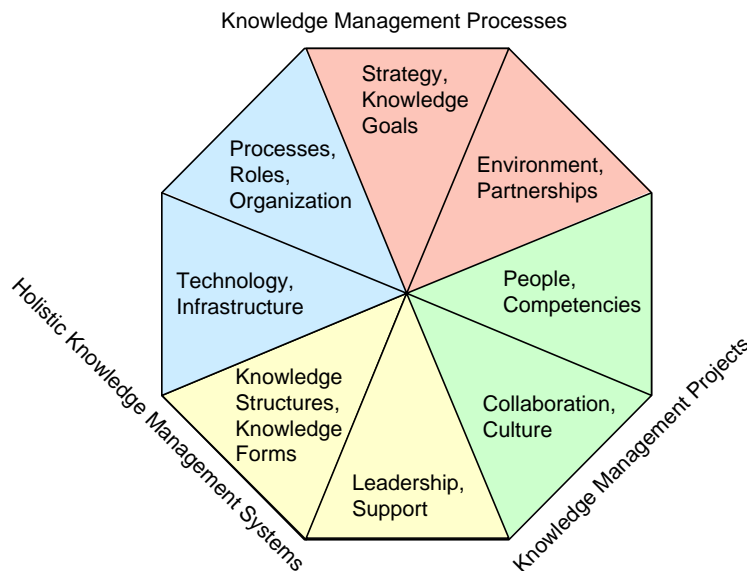 Knowledge Management Processes
Strategy,
Knowledge
Goals
Environment,
Partnerships
People,
Competencies
Collaboration,
Culture
Leadership,
Support
Knowledge
Structures,
Knowledge
Forms
Technology,
Infrastructure
Processes,
Roles,
Organization
Holistic Knowledge Management Systems
Knowledge Management Projects